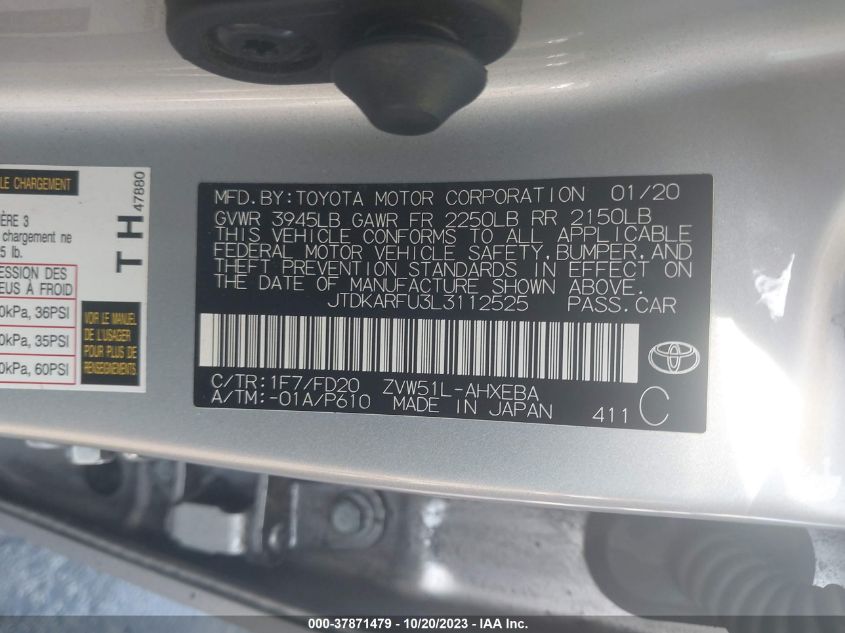 LE CHARGEMENT
ÈRE 3
chargement ne
5 lb.
ESSION DES
EUS À FROID
0kPa, 36PSI
0kPa, 35PSI
0kPa, 60PSI
TH
47880
VOIR LE MANUEL
DE L'USAGER
POUR PLUS DE
RENSEIGNEMENTS
MFD.BY:TOYOTA MOTOR CORPORATION 01/20
GVWR 3945LB GAWR FR 2250LB RR 2150LB
THIS VEHICLE CONFORMS TO ALL APPLICABLE
FEDERAL MOTOR VEHICLE SAFETY,BUMPER,AND
THEFT PREVENTION STANDARDS IN EFFECT ON
THE DATE OF MANUFACTURE SHOWN ABOVE.
JTDKARFU3L3112525 PASS.CAR
C/TR:1F7/FD20 ZVW51L-AHXEBA
A/TM:-01A/P610 MADE IN JAPAN 411 C
000-37871479 - 10/20/2023 - IAA Inc.